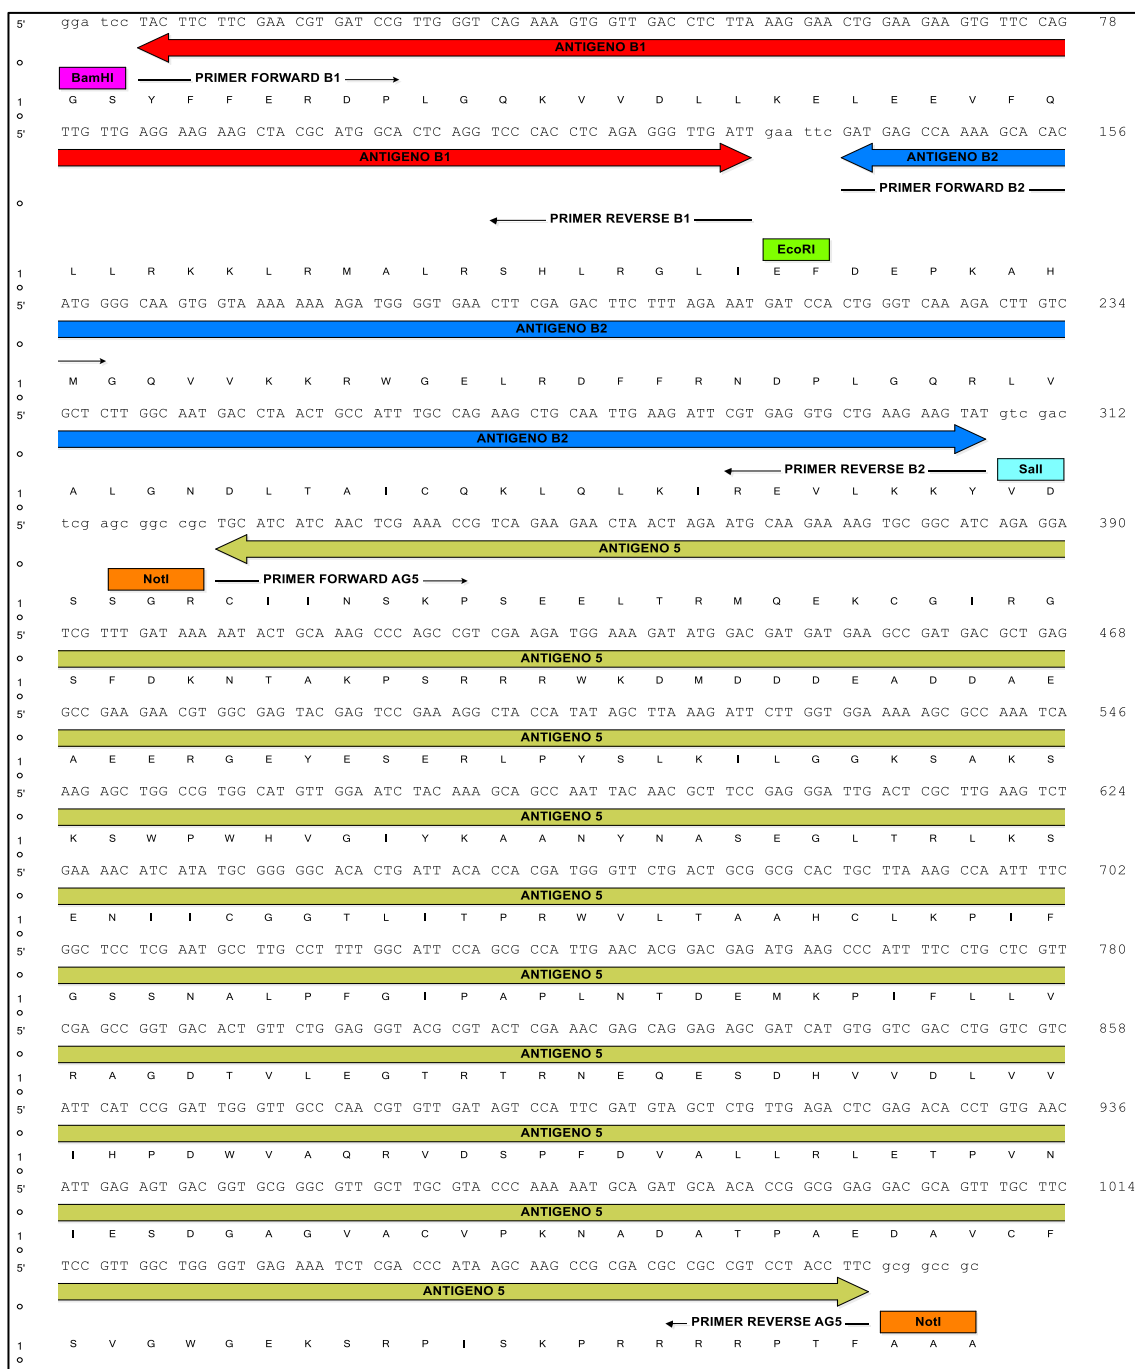 5' gga tcc TAC TTC TTC GAA CGT GAT CCG TTG GGT CAG AAA GTG GTT GAC CTC TTA AAG GAA CTG GAA GAA GTG TTC CAG 78
ANTIGENO B1
o
BamHI PRIMER FORWARD B1
1 G S Y F F E R D P L G Q K V V D L L K E L E E V F Q
o
5' TTG TTG AGG AAG AAG CTA CGC ATG GCA CTC AGG TCC CAC CTC AGA GGG TTG ATT gaa ttc GAT GAG CCA AAA GCA CAC 156
ANTIGENO B1 ANTIGENO B2
PRIMER FORWARD B2
o
PRIMER REVERSE B1
EcoRI
1 L L R K K L R M A L R S H L R G L I E F D E P K A H
o
5' ATG GGG CAA GTG GTA AAA AAA AGA TGG GGT GAA CTT CGA GAC TTC TTT AGA AAT GAT CCA CTG GGT CAA AGA CTT GTC 234
ANTIGENO B2
o
1 M G Q V V K K R W G E L R D F F R N D P L G Q R L V
o
5' GCT CTT GGC AAT GAC CTA ACT GCC ATT TGC CAG AAG CTG CAA TTG AAG ATT CGT GAG GTG CTG AAG AAG TAT gtc gac 312
ANTIGENO B2
o
PRIMER REVERSE B2 SalI
1 A L G N D L T A I C Q K L Q L K I R E V L K K Y V D
o
5' tcg agc ggc cgc TGC ATC ATC AAC TCG AAA CCG TCA GAA GAA CTA ACT AGA ATG CAA GAA AAG TGC GGC ATC AGA GGA 390
ANTIGENO 5
o
NotI PRIMER FORWARD AG5
1 S S G R C I I N S K P S E E L T R M Q E K C G I R G
o
5' TCG TTT GAT AAA AAT ACT GCA AAG CCC AGC CGT CGA AGA TGG AAA GAT ATG GAC GAT GAT GAA GCC GAT GAC GCT GAG 468
o ANTIGENO 5
1 S F D K N T A K P S R R R W K D M D D D E A D D A E
o
5' GCC GAA GAA CGT GGC GAG TAC GAG TCC GAA AGG CTA CCA TAT AGC TTA AAG ATT CTT GGT GGA AAA AGC GCC AAA TCA 546
o ANTIGENO 5
1 A E E R G E Y E S E R L P Y S L K I L G G K S A K S
o
5' AAG AGC TGG CCG TGG CAT GTT GGA ATC TAC AAA GCA GCC AAT TAC AAC GCT TCC GAG GGA TTG ACT CGC TTG AAG TCT 624
o ANTIGENO 5
1 K S W P W H V G I Y K A A N Y N A S E G L T R L K S
o
5' GAA AAC ATC ATA TGC GGG GGC ACA CTG ATT ACA CCA CGA TGG GTT CTG ACT GCG GCG CAC TGC TTA AAG CCA ATT TTC 702
o ANTIGENO 5
1 E N I I C G G T L I T P R W V L T A A H C L K P I F
o
5' GGC TCC TCG AAT GCC TTG CCT TTT GGC ATT CCA GCG CCA TTG AAC ACG GAC GAG ATG AAG CCC ATT TTC CTG CTC GTT 780
o ANTIGENO 5
1 G S S N A L P F G I P A P L N T D E M K P I F L L V
o
5' CGA GCC GGT GAC ACT GTT CTG GAG GGT ACG CGT ACT CGA AAC GAG CAG GAG AGC GAT CAT GTG GTC GAC CTG GTC GTC 858
o ANTIGENO 5
1 R A G D T V L E G T R T R N E Q E S D H V V D L V V
o
5' ATT CAT CCG GAT TGG GTT GCC CAA CGT GTT GAT AGT CCA TTC GAT GTA GCT CTG TTG AGA CTC GAG ACA CCT GTG AAC 936
o ANTIGENO 5
1 I H P D W V A Q R V D S P F D V A L L R L E T P V N
o
5' ATT GAG AGT GAC GGT GCG GGC GTT GCT TGC GTA CCC AAA AAT GCA GAT GCA ACA CCG GCG GAG GAC GCA GTT TGC TTC 1014
o ANTIGENO 5
1 I E S D G A G V A C V P K N A D A T P A E D A V C F
o
5' TCC GTT GGC TGG GGT GAG AAA TCT CGA CCC ATA AGC AAG CCG CGA CGC CGC CGT CCT ACC TTC gcg gcc gc
ANTIGENO 5
o
PRIMER REVERSE AG5 NotI
1 S V G W G E K S R P I S K P R R R R P T F A A A
o